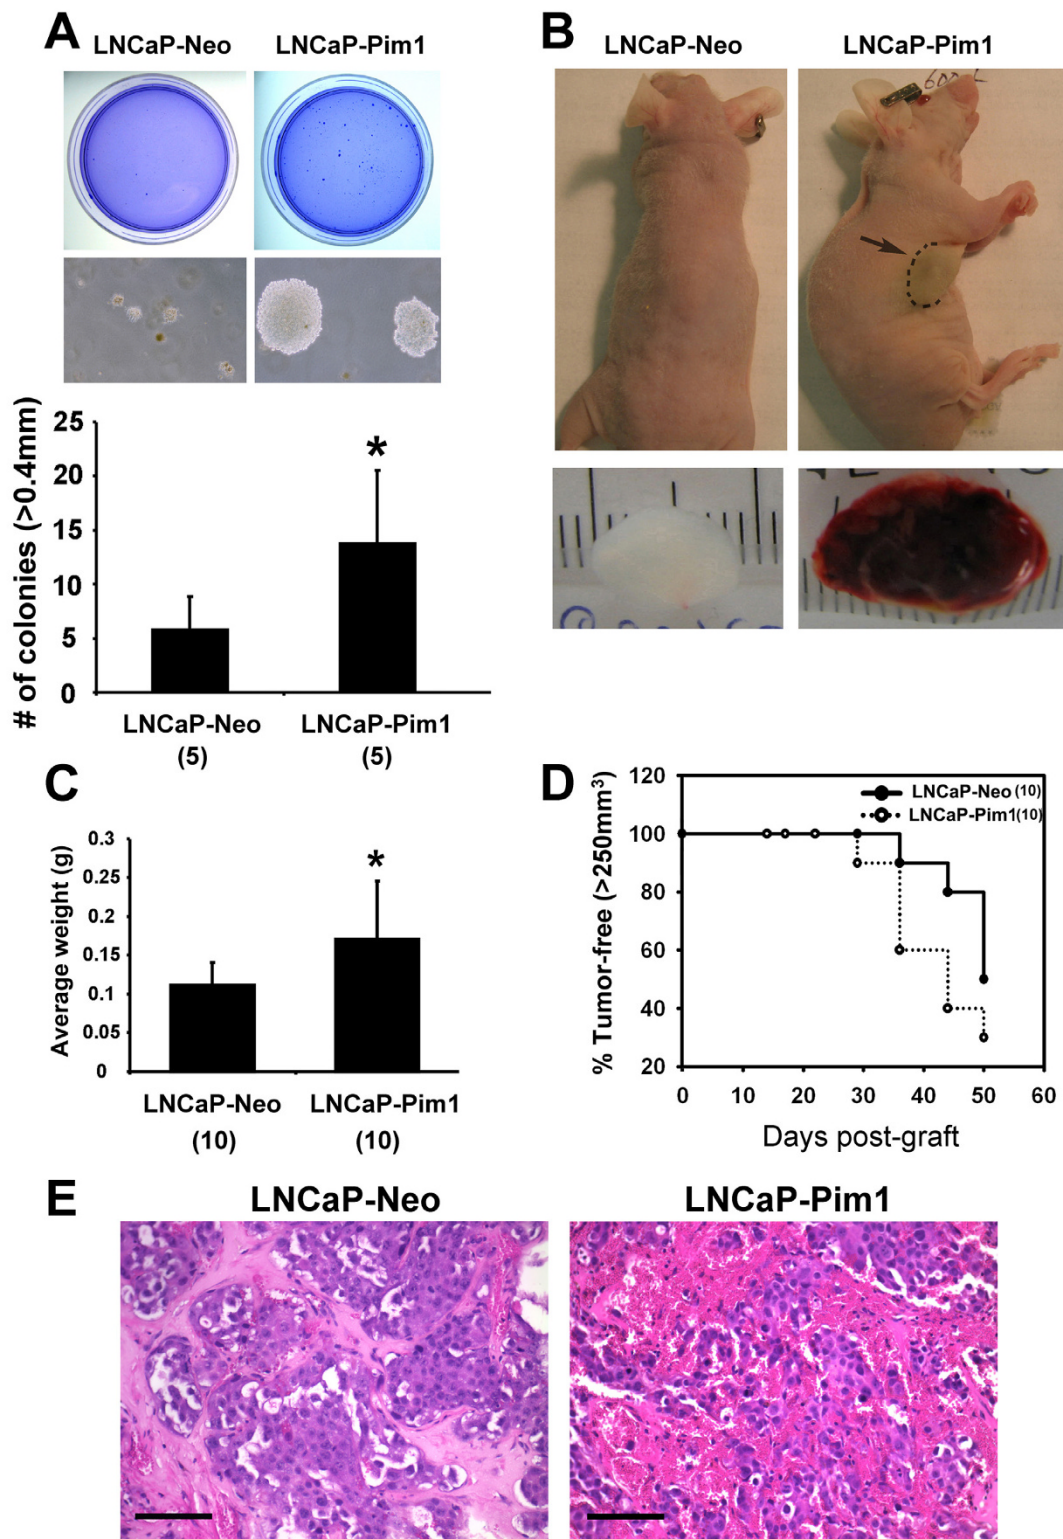 A
LNCaP-Neo
LNCaP-Pim1
# of colonies (>0.4mm)
25
20
15
10
5
0
*
LNCaP-Neo
(5)
LNCaP-Pim1
(5)
B
LNCaP-Neo
LNCaP-Pim1
C
Average weight (g)
0.3
0.25
0.2
0.15
0.1
0.05
0
*
LNCaP-Neo
(10)
LNCaP-Pim1
(10)
D
% Tumor-free (>250mm³)
120
100
80
60
40
20
LNCaP-Neo(10)
LNCaP-Pim1(10)
0 10 20 30 40 50 60
Days post-graft
E
LNCaP-Neo
LNCaP-Pim1